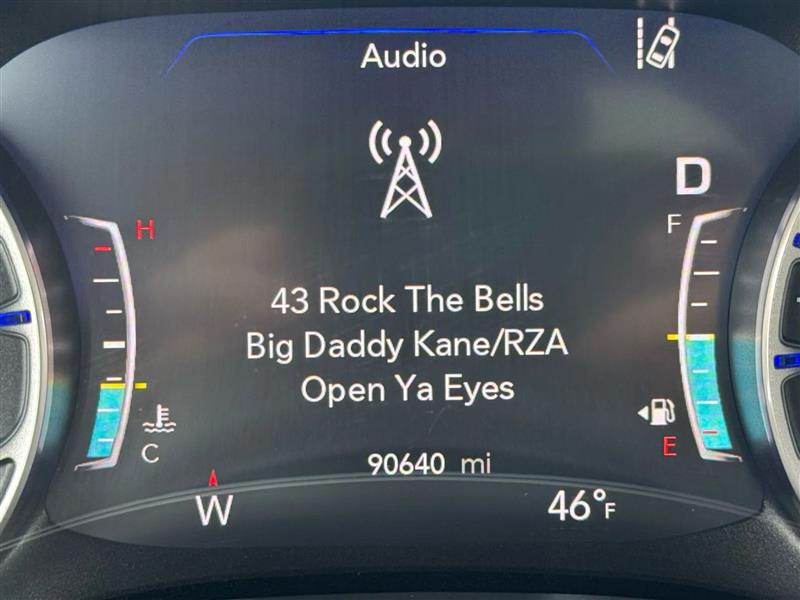 Audio
D
H
F
43 Rock The Bells
Big Daddy Kane/RZA
Open Ya Eyes
C
E
90640 mi
W
46°F